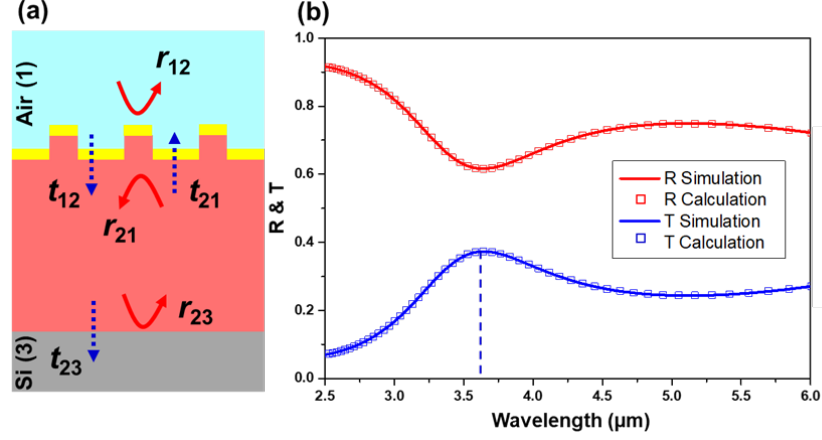 (a)
Air (1)
r12
t12
t21
r21
r23
t23
Si (3)
(b)
R & T
1.0
0.8
0.6
0.4
0.2
0.0
R Simulation
R Calculation
T Simulation
T Calculation
2.5 3.0 3.5 4.0 4.5 5.0 5.5 6.0
Wavelength (μm)